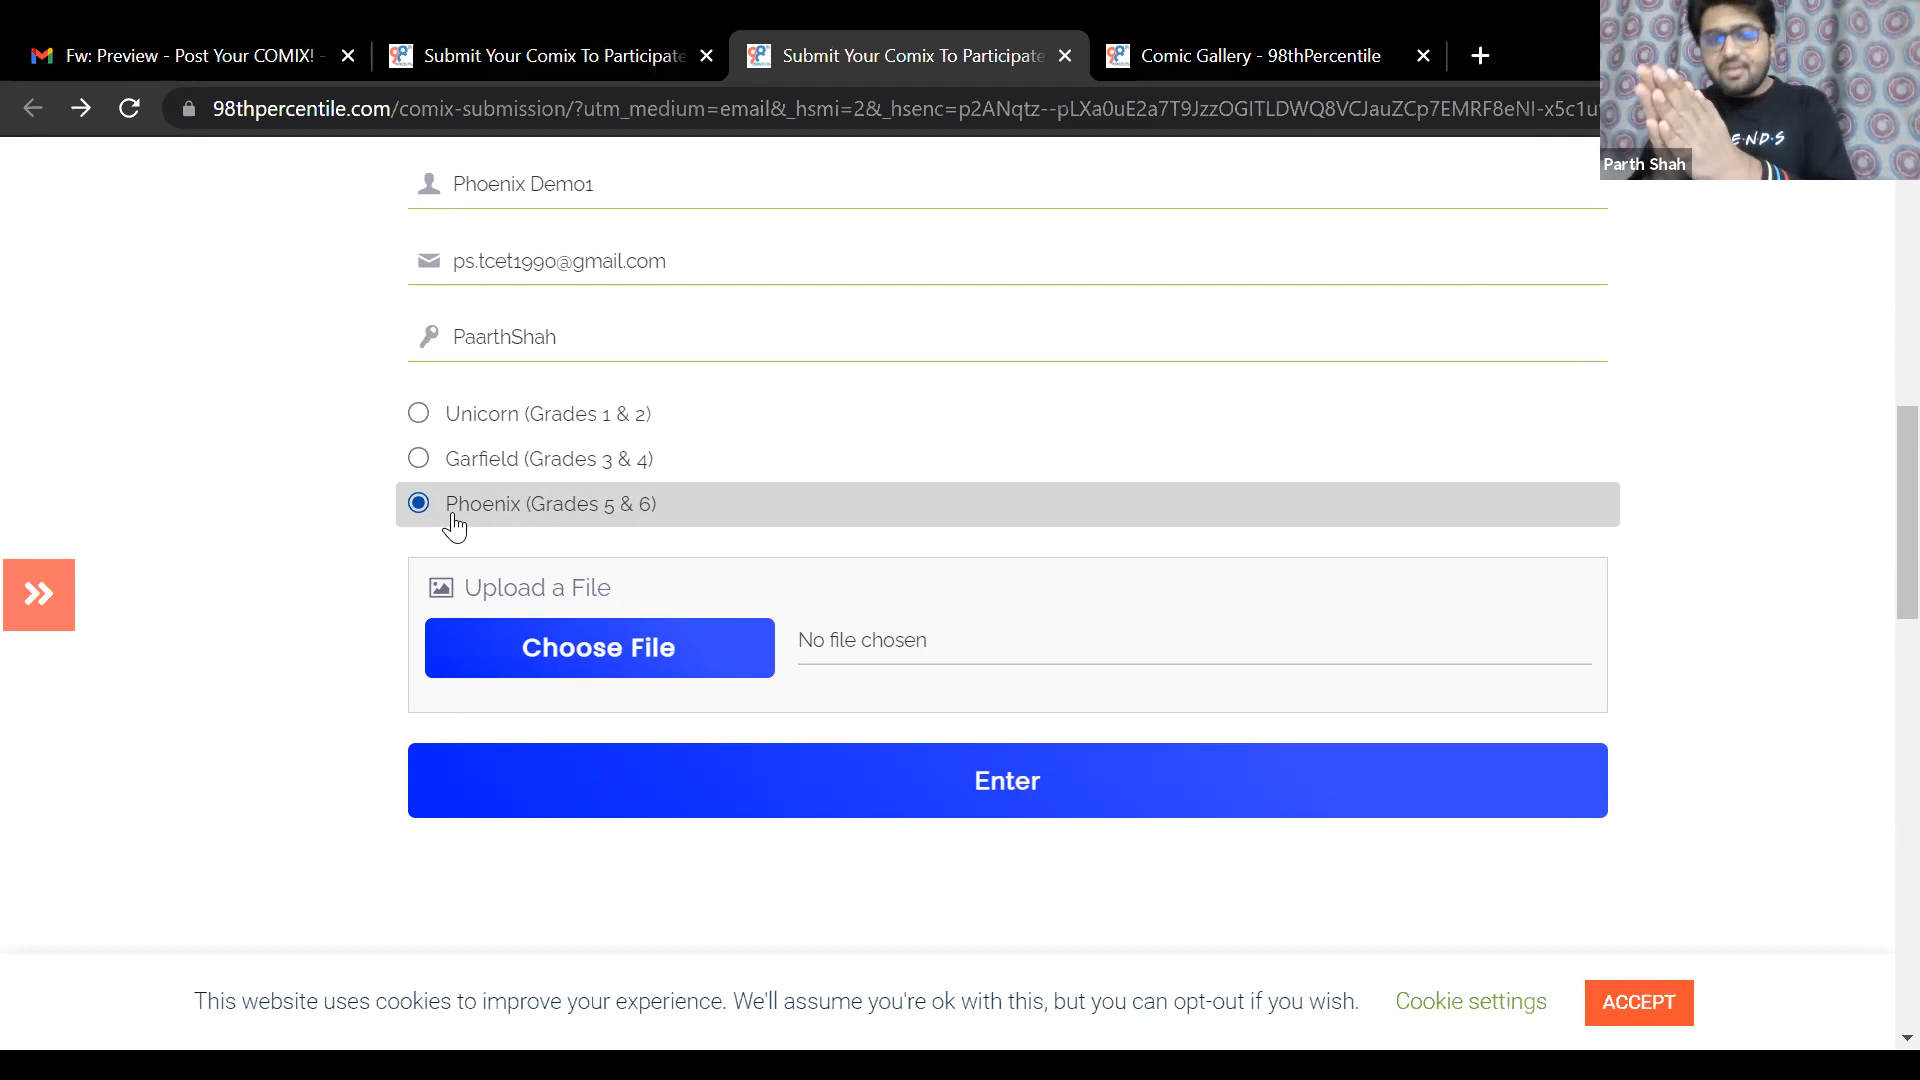 Fw: Preview - Post Your COMIX! -
Submit Your Comix To Participate
Submit Your Comix To Participate
Comic Gallery - 98thPercentile
98thpercentile.com/comix-submission/?utm_medium=email&_hsmi=2&_hsenc=p2ANqtz--pLXa0uE2a7T9JzzOGITLDWQ8VCJauZCp7EMRF8eNI-x5c1u
E·N·D·S
Parth Shah
Phoenix Demo1
ps.tcet1990@gmail.com
PaarthShah
Unicorn (Grades 1 & 2)
Garfield (Grades 3 & 4)
Phoenix (Grades 5 & 6)
Upload a File
Choose File
No file chosen
Enter
This website uses cookies to improve your experience. We'll assume you're ok with this, but you can opt-out if you wish.
Cookie settings
ACCEPT